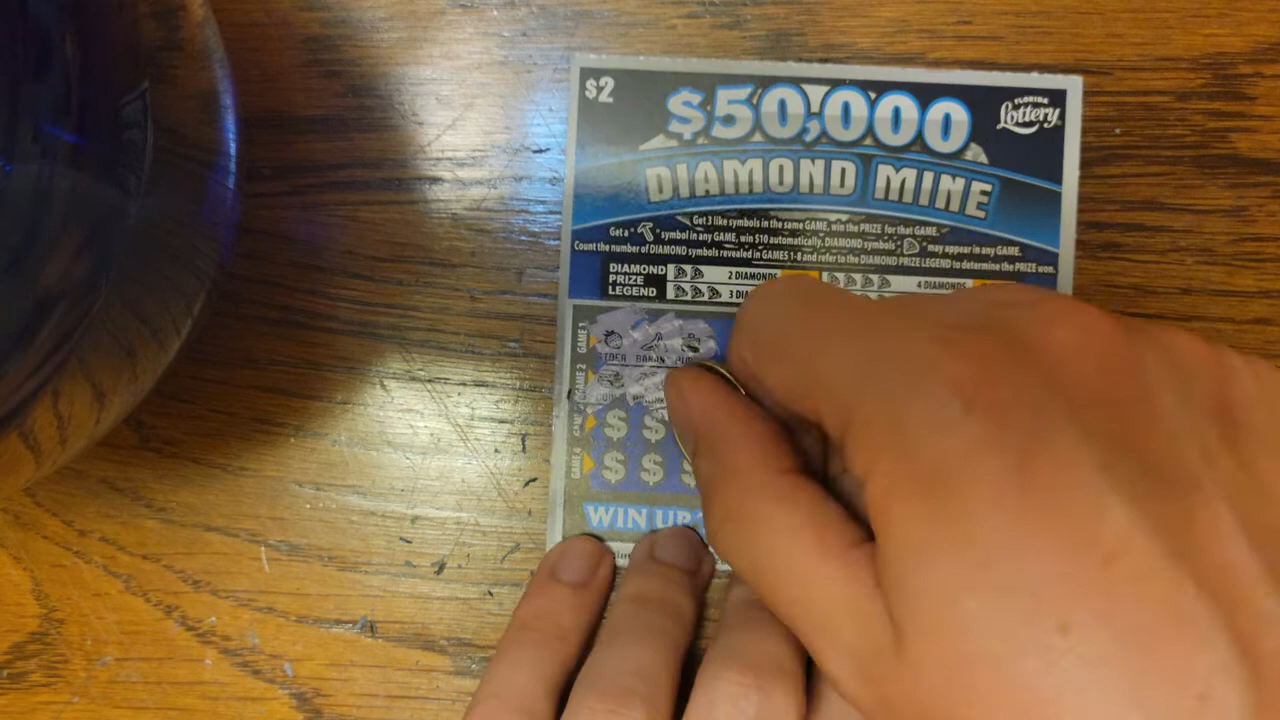 $2
$50,000
FLORIDA
Lottery
DIAMOND MINE
Get 3 like symbols in the same GAME, win the PRIZE for that GAME.
Get a " " symbol in any GAME, win $10 automatically. DIAMOND symbols " " may appear in any GAME.
Count the number of DIAMOND symbols revealed in GAMES 1-8 and refer to the DIAMOND PRIZE LEGEND to determine the PRIZE won.
DIAMOND PRIZE LEGEND
2 DIAMONDS
4 DIAMONDS
3
GAME 1
GAME 2
GAME
$ $
GAME 4
$ $ $
WIN UP